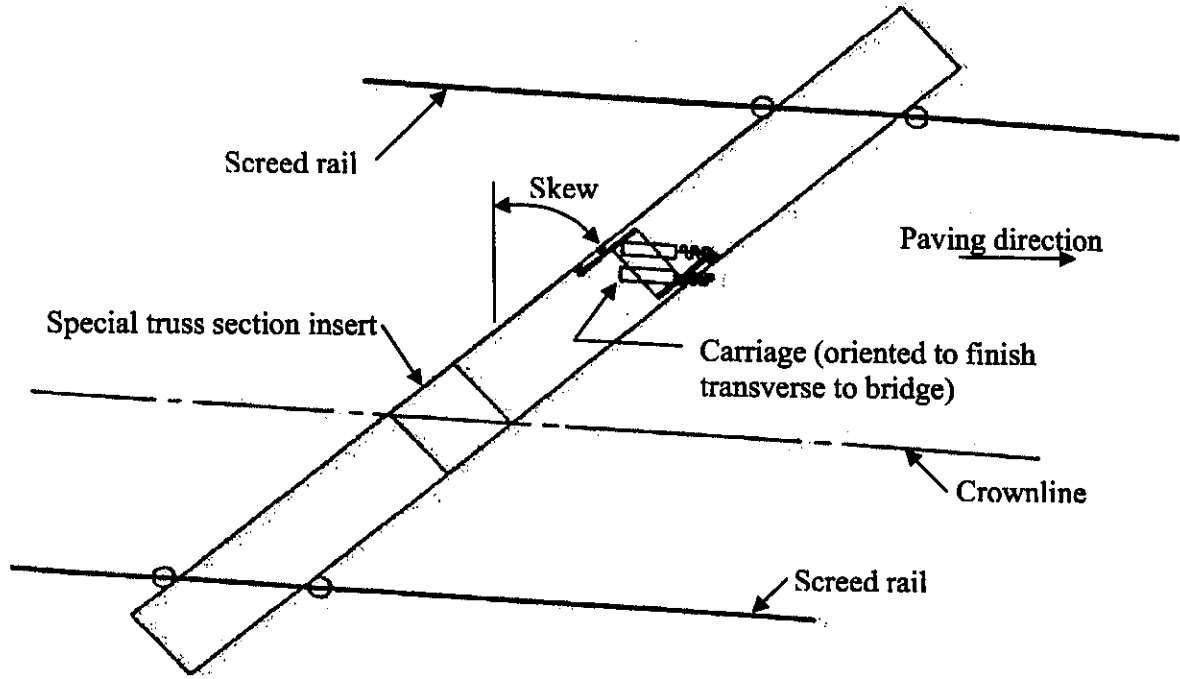 Screed rail
Skew
Paving direction
Special truss section insert
Carriage (oriented to finish
transverse to bridge)
Crownline
Screed rail